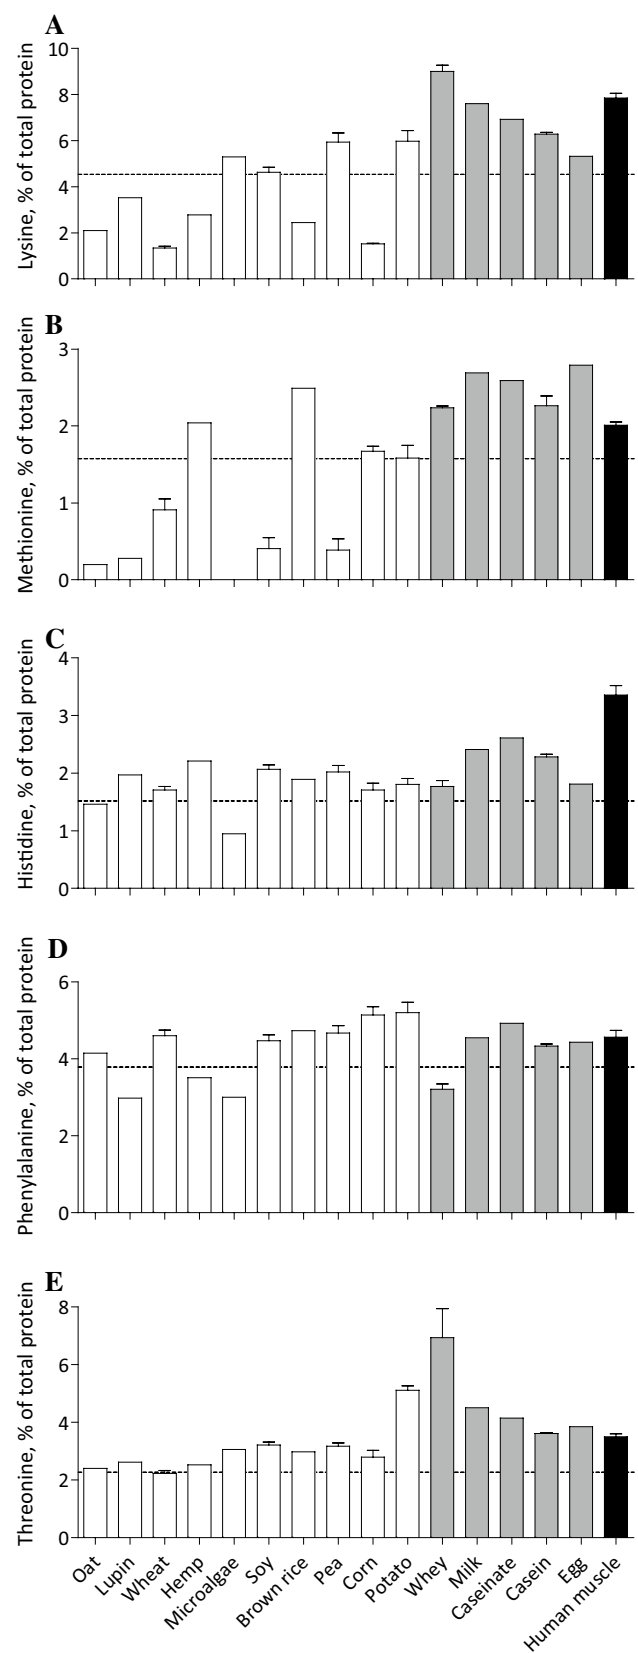 A
Lysine, % of total protein
10
8
6
4
2
0
B
Methionine, % of total protein
3
2
1
0
C
Histidine, % of total protein
4
3
2
1
0
D
Phenylalanine, % of total protein
6
4
2
0
E
Threonine, % of total protein
8
6
4
2
0
Oat
Lupin
Wheat
Hemp
Microalgae
Soy
Brown rice
Pea
Corn
Potato
Whey
Milk
Caseinate
Casein
Egg
Human muscle